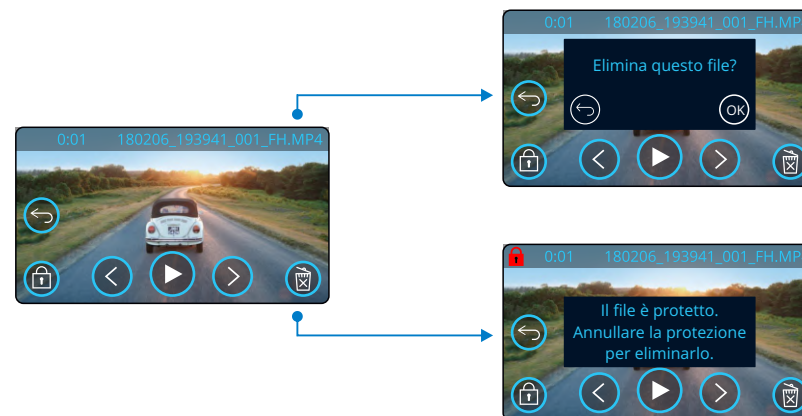 0:01 180206_193941_001_FH.MP4
0:01 180206_193941_001_FH.MP
Elimina questo file?
OK
0:01 180206_193941_001_FH.MP
Il file è protetto.
Annullare la protezione
per eliminarlo.